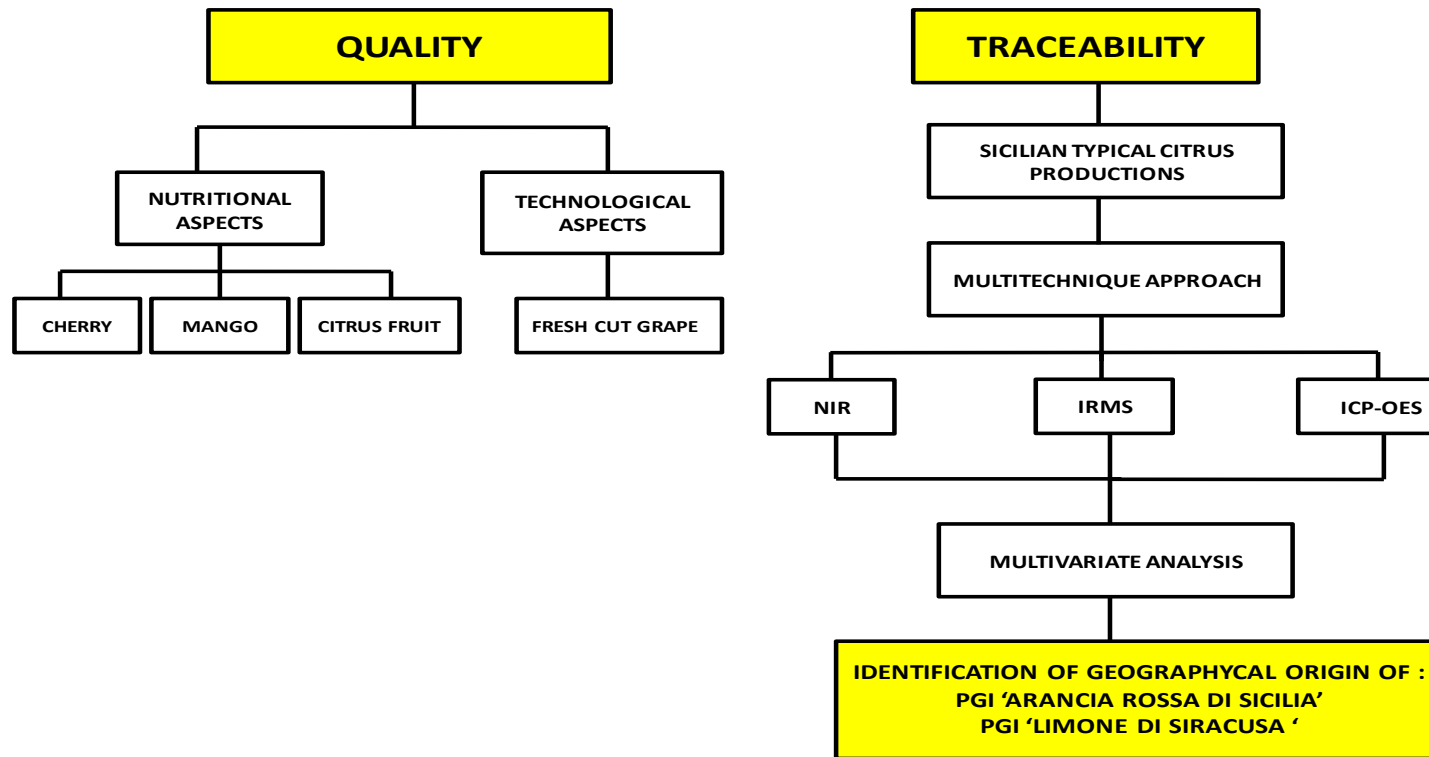 QUALITY
NUTRITIONAL
ASPECTS
TECHNOLOGICAL
ASPECTS
CHERRY
MANGO
CITRUS FRUIT
FRESH CUT GRAPE
TRACEABILITY
SICILIAN TYPICAL CITRUS
PRODUCTIONS
MULTITECHNIQUE APPROACH
NIR
IRMS
ICP-OES
MULTIVARIATE ANALYSIS
IDENTIFICATION OF GEOGRAPHYCAL ORIGIN OF :
PGI ‘ARANCIA ROSSA DI SICILIA’
PGI ‘LIMONE DI SIRACUSA ‘